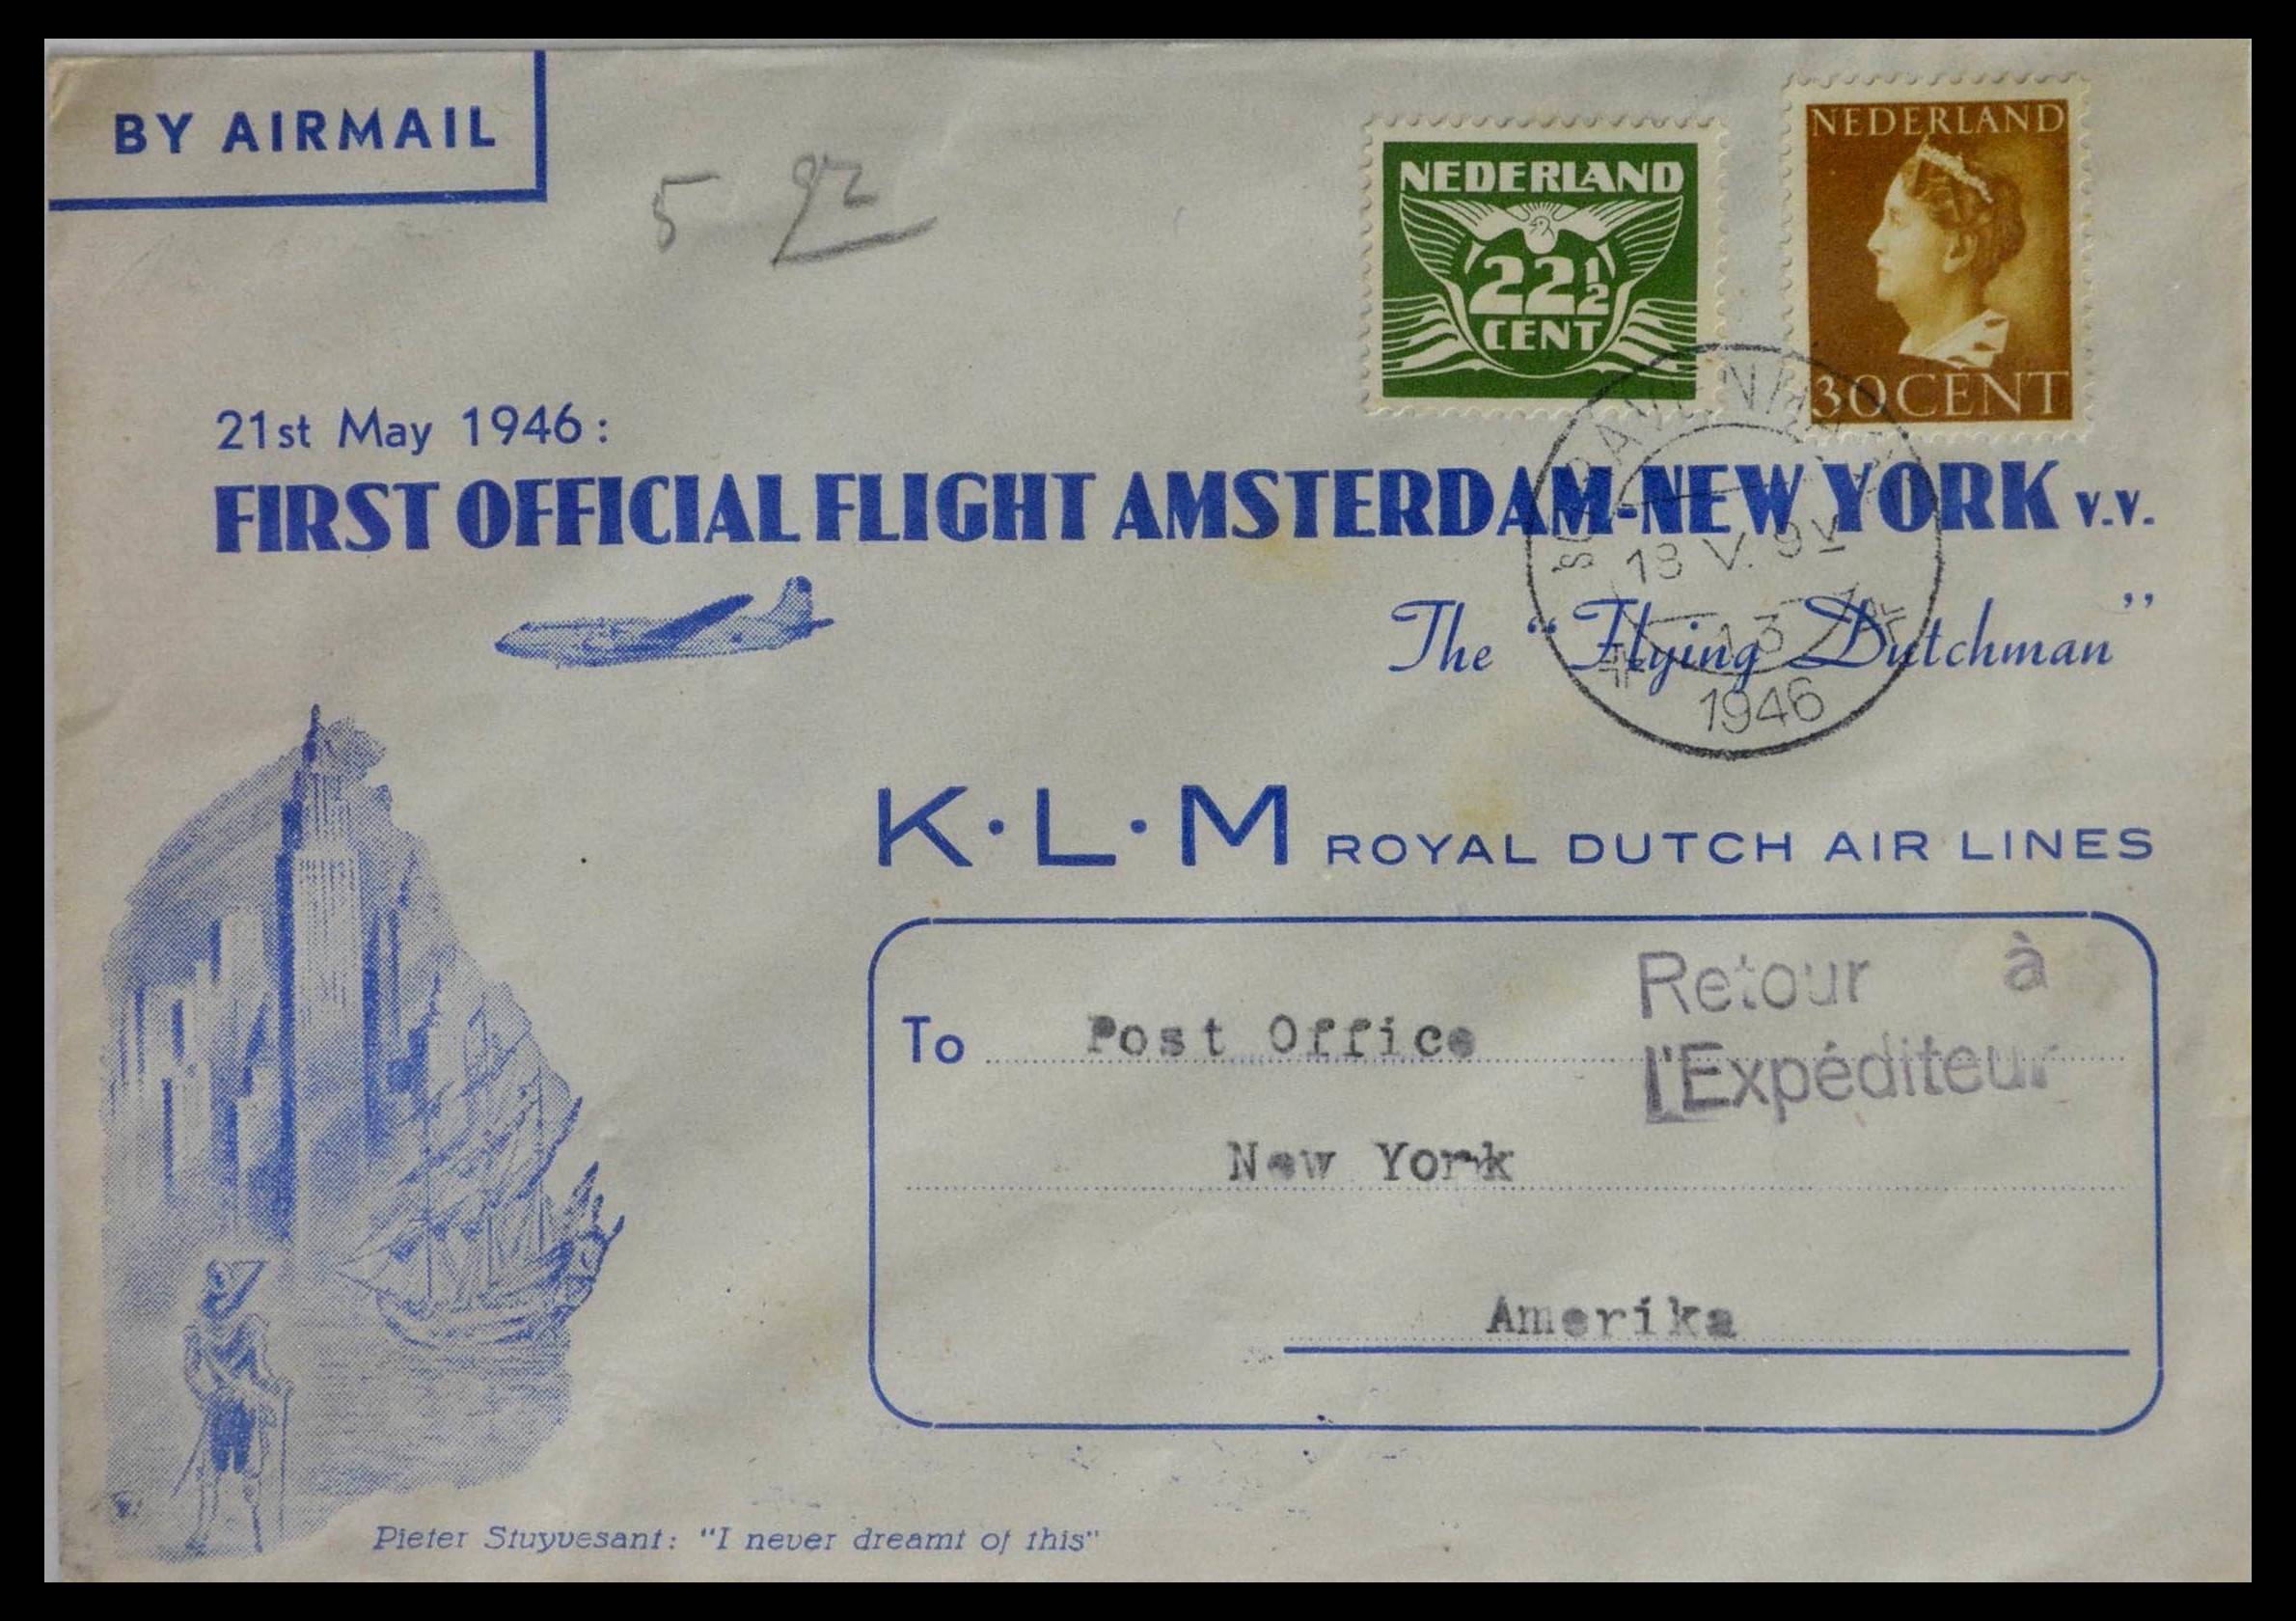 BY AIRMAIL
5 gr
NEDERLAND
22½
CENT
NEDERLAND
30 CENT
21st May 1946:
FIRST OFFICIAL FLIGHT AMSTERDAM-NEW YORK v.v.
1946
The "Flying Dutchman"
K·L·M ROYAL DUTCH AIR LINES
Retour à
l'Expéditeur
To Post Office
New York
Amerika
Pieter Stuyvesant: "I never dreamt of this"